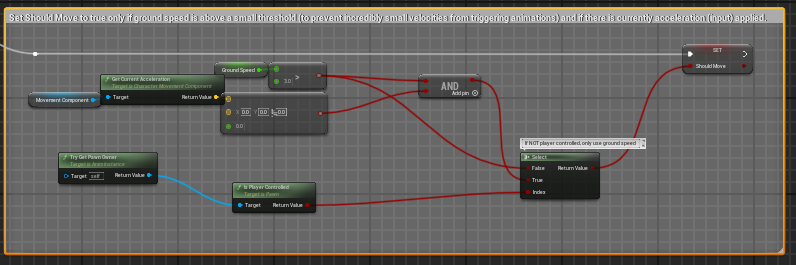 Set Should Move to true only if ground speed is above a small threshold (to prevent incredibly small velocities from triggering animations) and if there is currently acceleration (input) applied.
SET
Should Move
Ground Speed
>
3.0
Get Current Acceleration
Target is Character Movement Component
Target
Return Value
Movement Component
AND
Add pin
X 0.0 Y 0.0 Z 0.0
0.0
If NOT player controlled, only use ground speed
Select
False
Return Value
True
Index
Try Get Pawn Owner
Target is Anim Instance
Target self
Return Value
Is Player Controlled
Target is Pawn
Target
Return Value